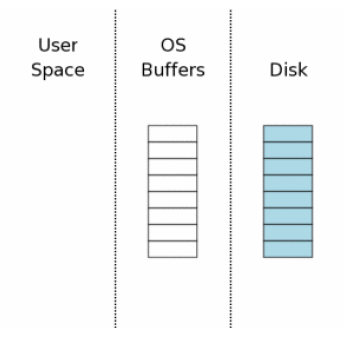 User
Space
OS
Buffers
Disk